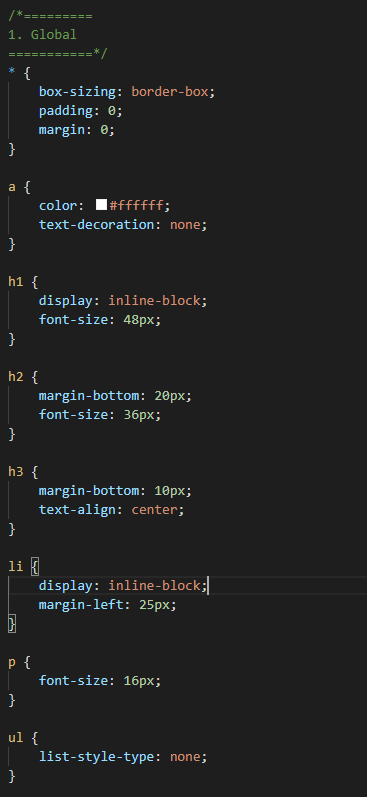 /*=========
1. Global
===========*/
* {
    box-sizing: border-box;
    padding: 0;
    margin: 0;
}
a {
    color: #ffffff;
    text-decoration: none;
}
h1 {
    display: inline-block;
    font-size: 48px;
}
h2 {
    margin-bottom: 20px;
    font-size: 36px;
}
h3 {
    margin-bottom: 10px;
    text-align: center;
}
li {
    display: inline-block;
    margin-left: 25px;
}
p {
    font-size: 16px;
}
ul {
    list-style-type: none;
}